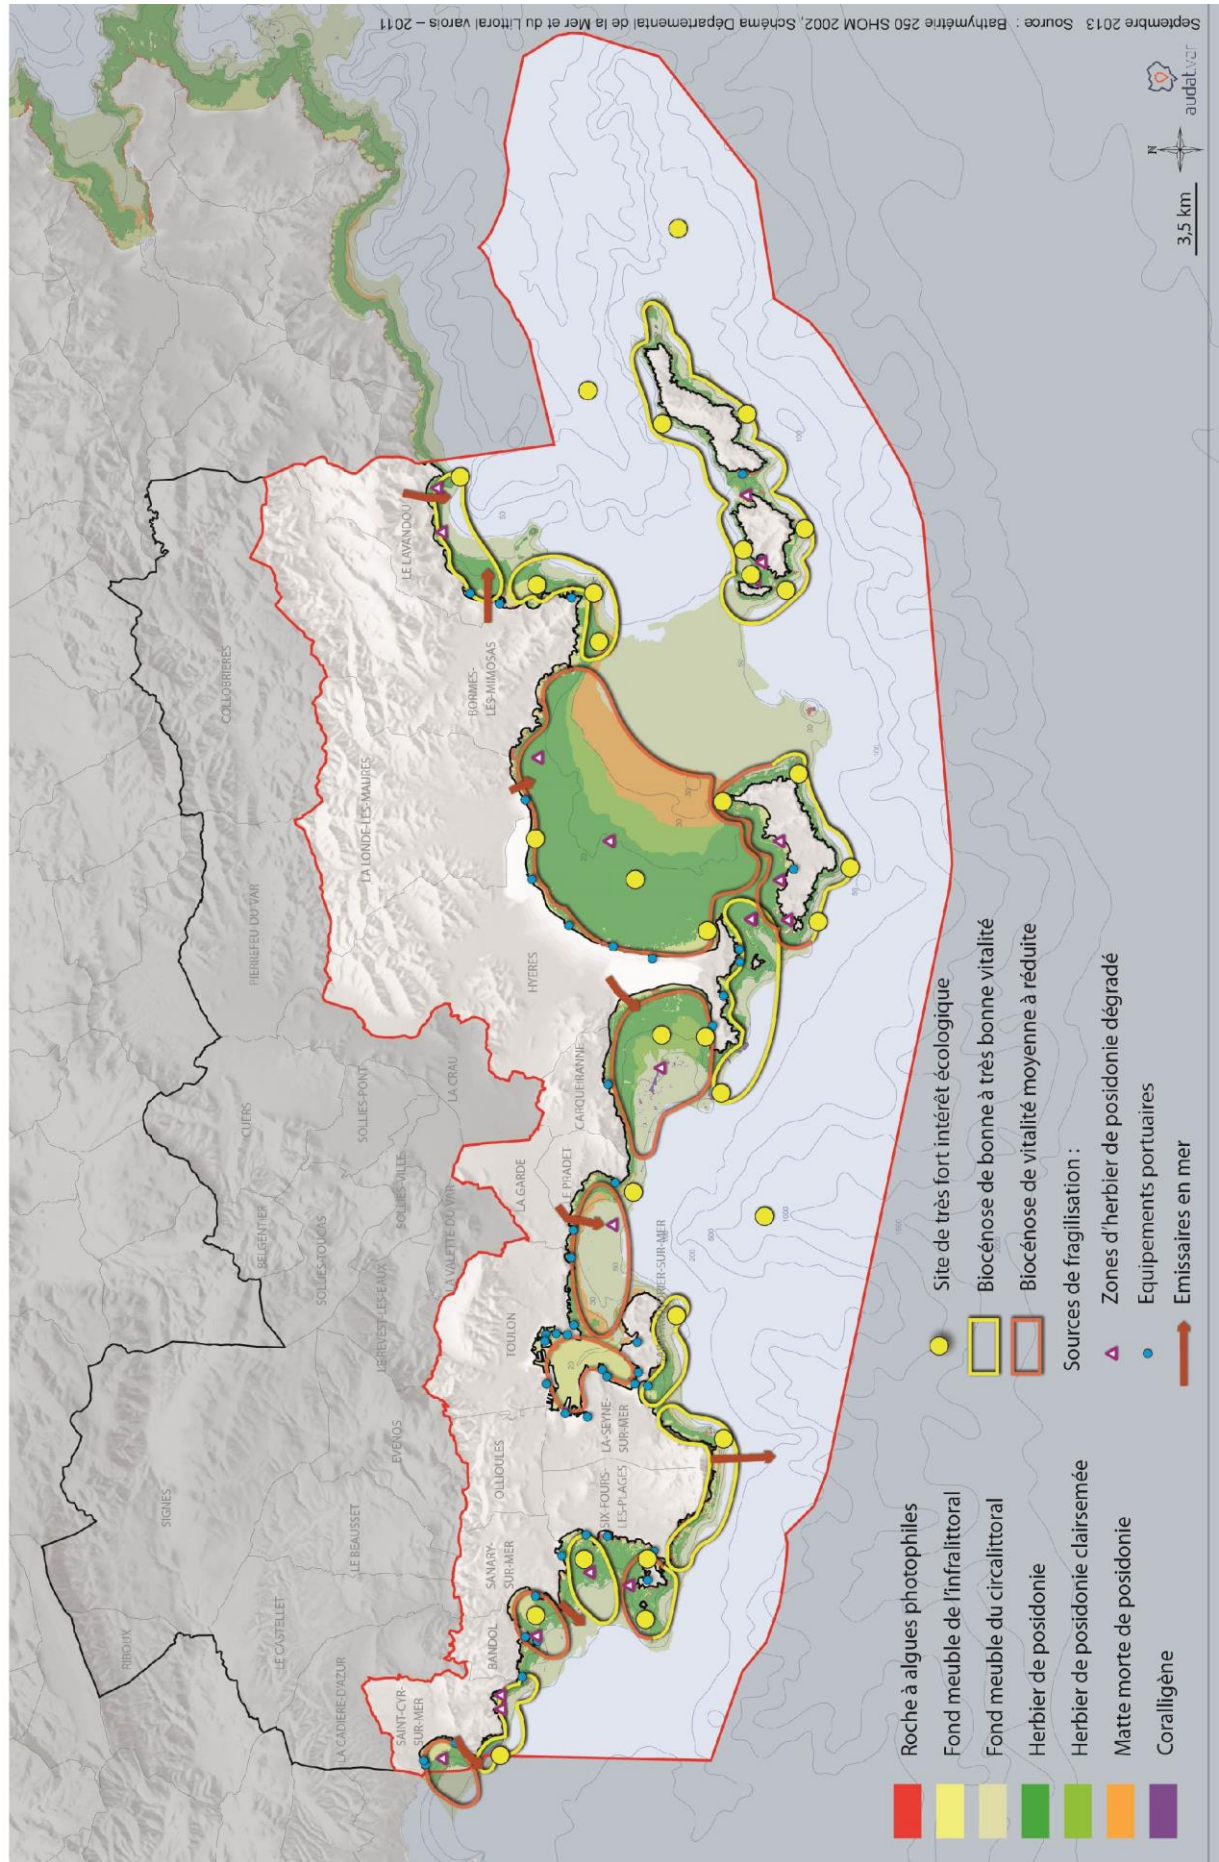 RIBOUX
SIGNES
LE CASTELLET
LE BEAUSSET
EVENOS
LA CADIERE-D'AZUR
SAINT-CYR-
SUR-MER
BANDOL
SANARY-
SUR-MER
OLLIOULES
SIX-FOURS-
LES-PLAGES
LA-SEYNE-
SUR-MER
TOULON
LE REVEST-LES-EAUX
LA VALETTE-DU-VAR
BELGENTIER
SOLLIES-TOUCAS
SOLLIES-VILLE
SOLLIES-PONT
CUERS
LA CRAU
LA GARDE
LE PRADET
CARQUEIRANNE
PIERREFEU-DU-VAR
HYERES
COLLOBRIERES
LA LONDE-LES-MAURES
BORMES-
LES-MIMOSAS
LE LAVANDOU
Roche à algues photophiles
Fond meuble de l'infralittoral
Fond meuble du circalittoral
Herbier de posidonie
Herbier de posidonie clairsemée
Matte morte de posidonie
Coralligène
Site de très fort intérêt écologique
Biocénose de bonne à très bonne vitalité
Biocénose de vitalité moyenne à réduite
Sources de fragilisation :
Zones d'herbier de posidonie dégradé
Equipements portuaires
Emissaires en mer
3,5 km
N
audat.var
Septembre 2013 Source : Bathymétrie 250 SHOM 2002, Schéma Départemental de la Mer et du Littoral varois – 2011